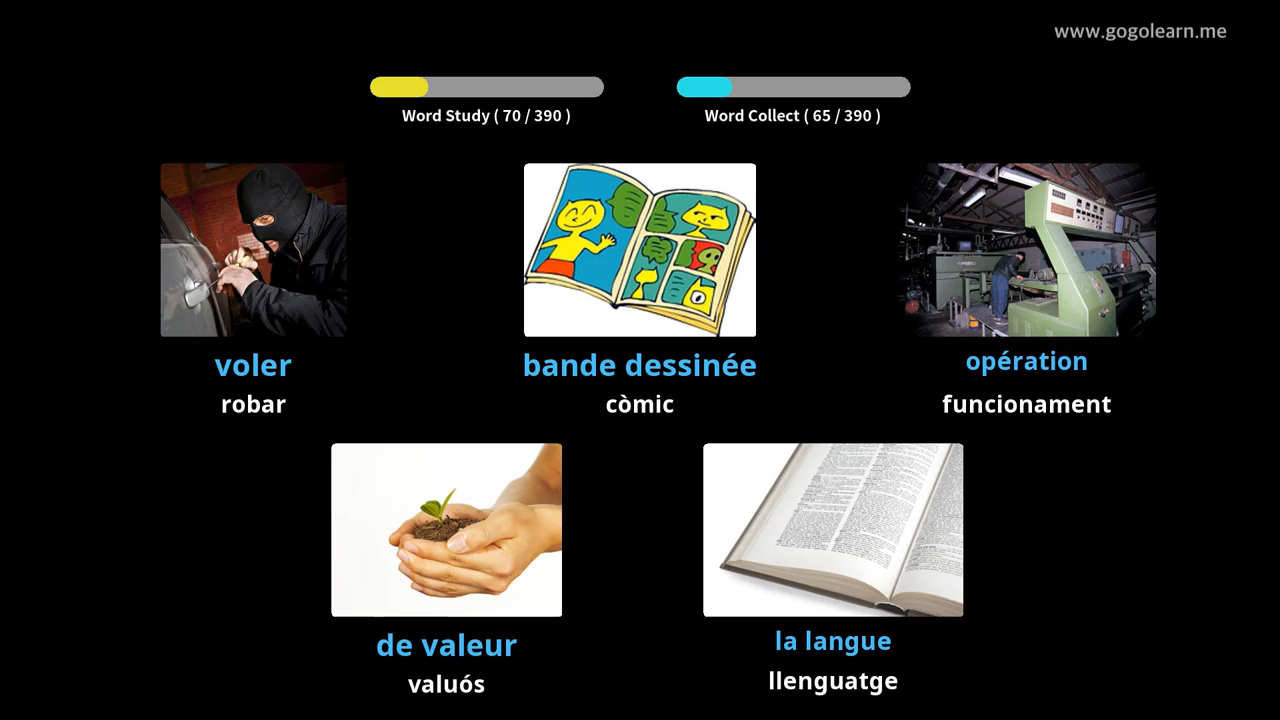 www.gogolearn.me
Word Study ( 70 / 390 )
Word Collect ( 65 / 390 )
voler
robar
bande dessinée
còmic
opération
funcionament
de valeur
valuós
la langue
llenguatge